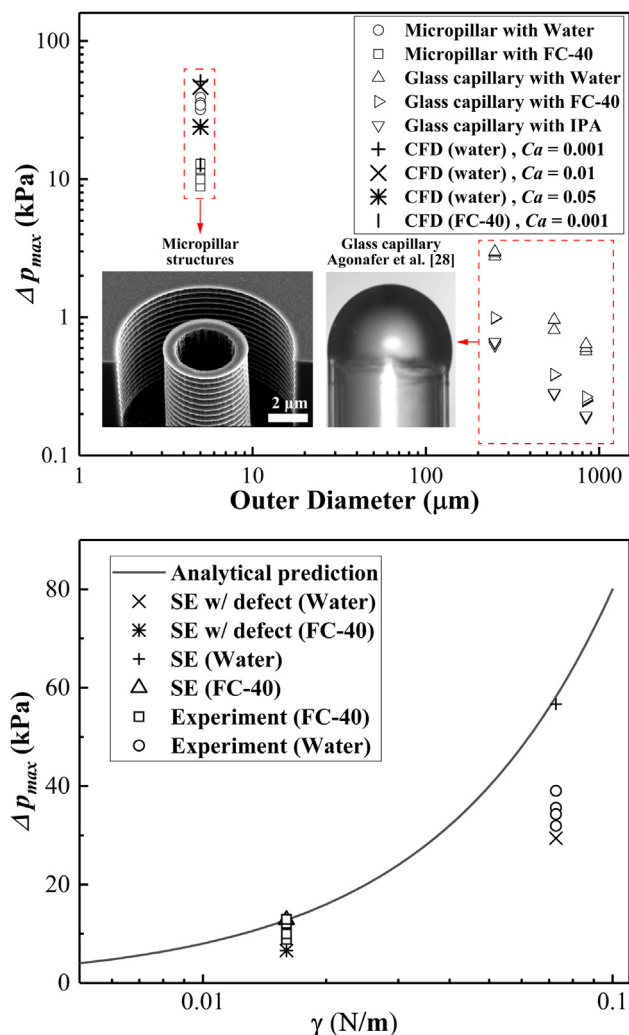 100
10
1
0.1
Δp_max (kPa)
Micropillar with Water
Micropillar with FC-40
Glass capillary with Water
Glass capillary with FC-40
Glass capillary with IPA
CFD (water) , Ca = 0.001
CFD (water) , Ca = 0.01
CFD (water) , Ca = 0.05
CFD (FC-40) , Ca = 0.001
Micropillar
structures
2 μm
Glass capillary
Agonafer et al. [28]
1 10 100 1000
Outer Diameter (μm)
80
60
40
20
0
Δp_max (kPa)
Analytical prediction
SE w/ defect (Water)
SE w/ defect (FC-40)
SE (Water)
SE (FC-40)
Experiment (FC-40)
Experiment (Water)
0.01 0.1
γ (N/m)